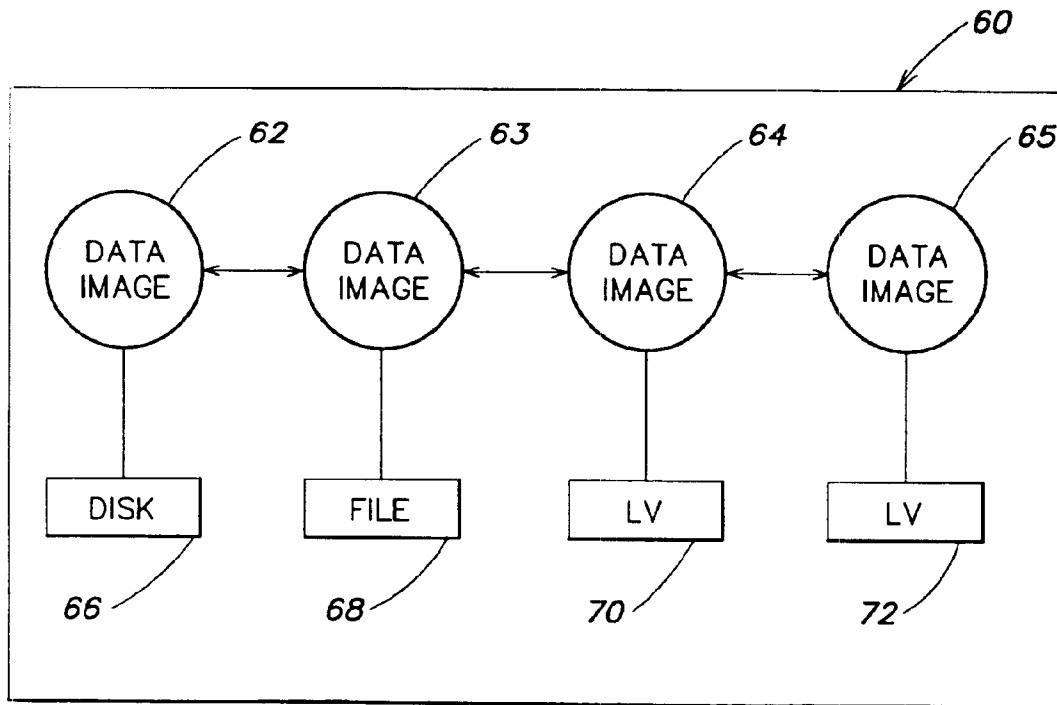 60
62
63
64
65
DATA
IMAGE
DATA
IMAGE
DATA
IMAGE
DATA
IMAGE
DISK
FILE
LV
LV
66
68
70
72